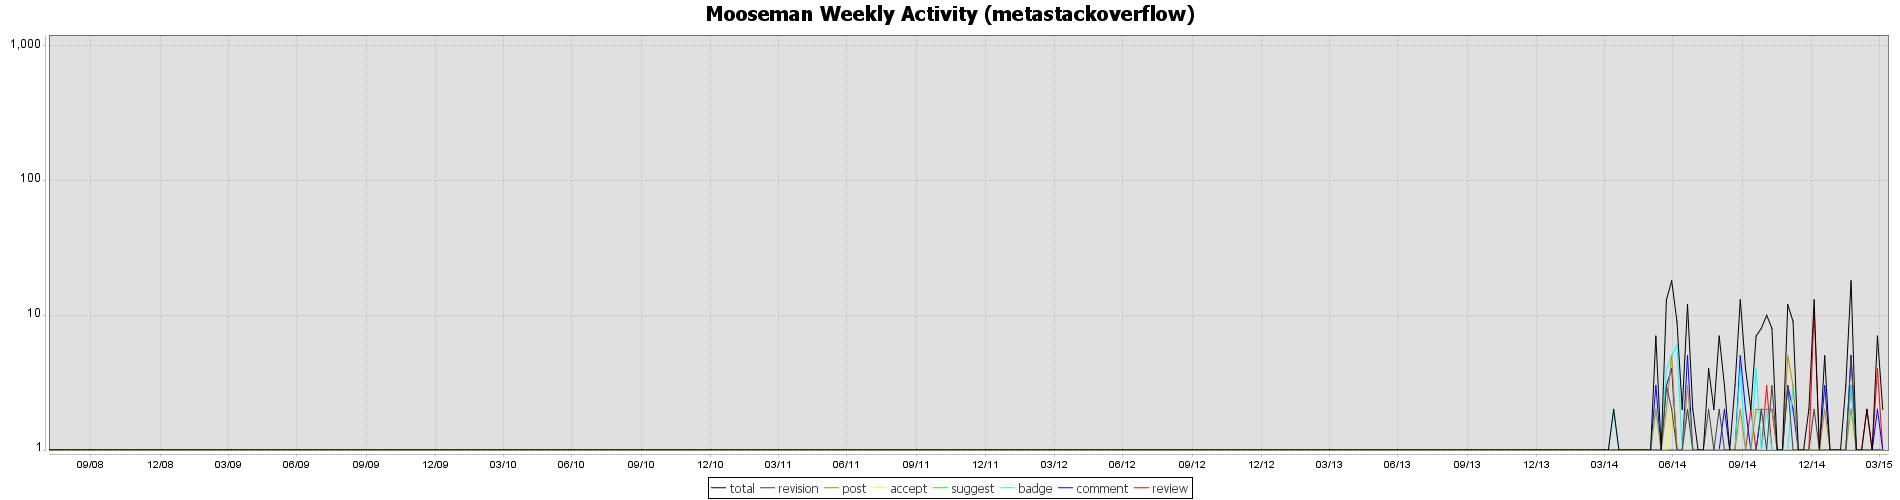 Mooseman Weekly Activity (metastackoverflow)
1,000
100
10
1
09/08 12/08 03/09 06/09 09/09 12/09 03/10 06/10 09/10 12/10 03/11 06/11 09/11 12/11 03/12 06/12 09/12 12/12 03/13 06/13 09/13 12/13 03/14 06/14 09/14 12/14 03/15
total revision post accept suggest badge comment review